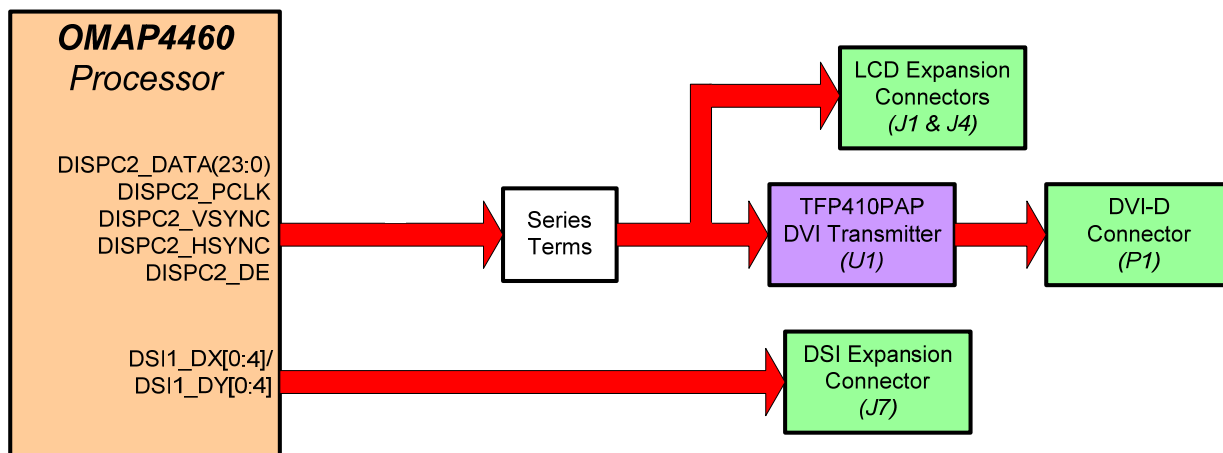 OMAP4460
Processor
DISPC2_DATA(23:0)
DISPC2_PCLK
DISPC2_VSYNC
DISPC2_HSYNC
DISPC2_DE
DSI1_DX[0:4]/
DSI1_DY[0:4]
Series
Terms
LCD Expansion
Connectors
(J1 & J4)
TFP410PAP
DVI Transmitter
(U1)
DVI-D
Connector
(P1)
DSI Expansion
Connector
(J7)